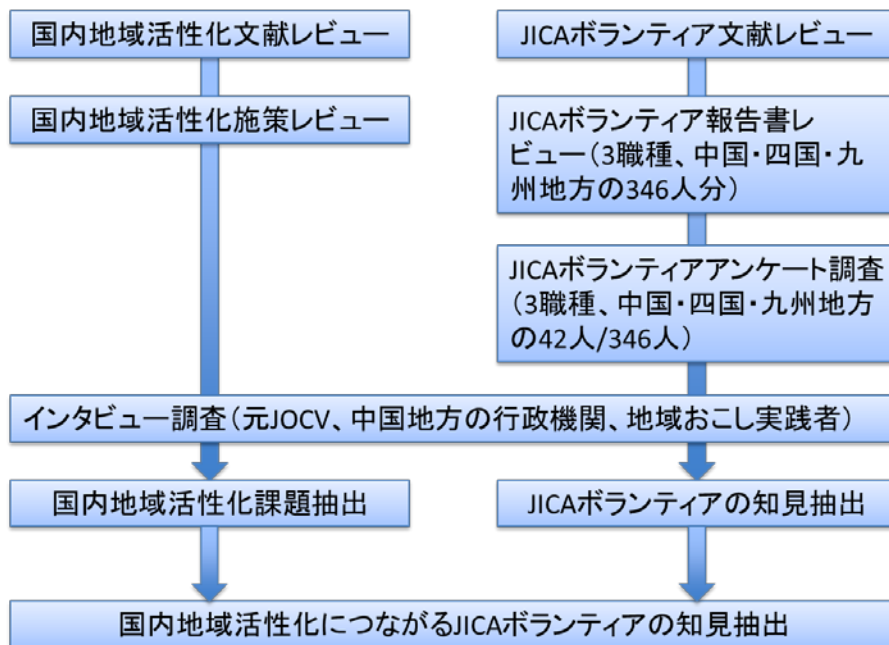 国内地域活性化文献レビュー
JICAボランティア文献レビュー
国内地域活性化施策レビュー
JICAボランティア報告書レ
ビュー（3職種、中国・四国・九
州地方の346人分）
JICAボランティアアンケート調査
（3職種、中国・四国・九州地方
の42人/346人）
インタビュー調査（元JOCV、中国地方の行政機関、地域おこし実践者）
国内地域活性化課題抽出
JICAボランティアの知見抽出
国内地域活性化につながるJICAボランティアの知見抽出